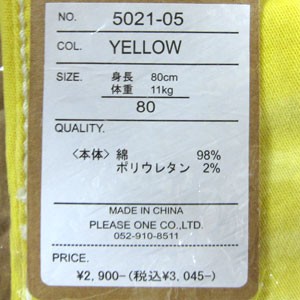 NO. 5021-05
COL. YELLOW
SIZE. 身長 80cm
体重 11kg
80
QUALITY.
〈本体〉綿 98%
ポリウレタン 2%
MADE IN CHINA
PLEASE ONE CO.,LTD.
052-910-8511
PRICE.
¥2,900-(税込¥3,045-)